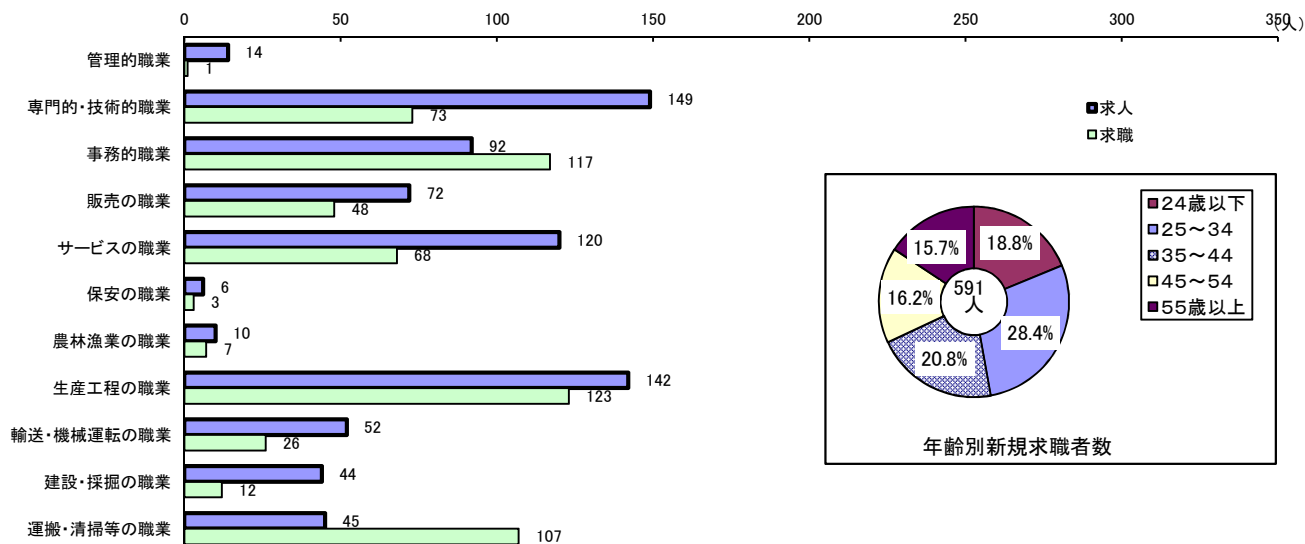 0 50 100 150 200 250 300 350
(人)
管理的職業 14
1
専門的・技術的職業 149
73
事務的職業 92
117
販売の職業 72
48
サービスの職業 120
68
保安の職業 6
3
農林漁業の職業 10
7
生産工程の職業 142
123
輸送・機械運転の職業 52
26
建設・採掘の職業 44
12
運搬・清掃等の職業 45
107
求人
求職
24歳以下
25～34
35～44
45～54
55歳以上
15.7% 18.8%
16.2% 591
人
28.4%
20.8%
年齢別新規求職者数